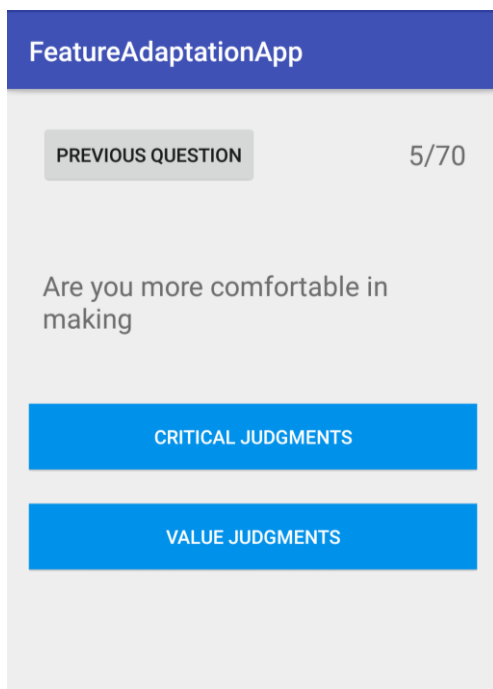 FeatureAdaptationApp
PREVIOUS QUESTION 5/70
Are you more comfortable in
making
CRITICAL JUDGMENTS
VALUE JUDGMENTS